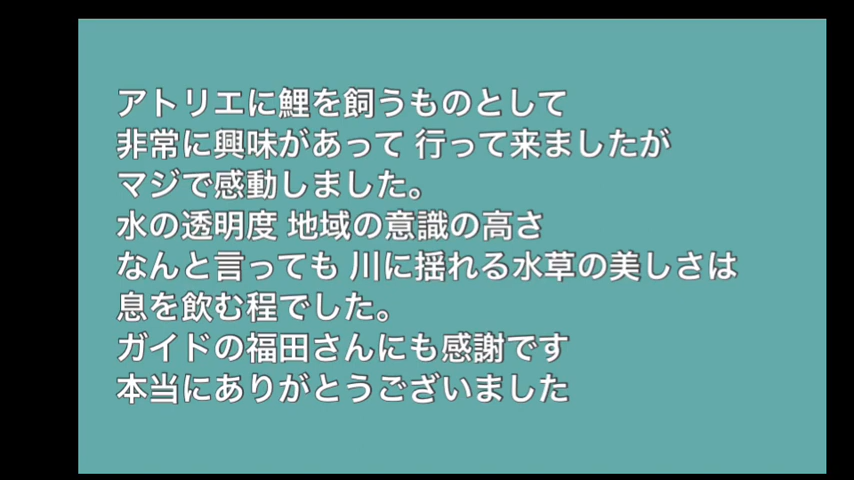 アトリエに鯉を飼うものとして
非常に興味があって 行って来ましたが
マジで感動しました。
水の透明度 地域の意識の高さ
なんと言っても 川に揺れる水草の美しさは
息を飲む程でした。
ガイドの福田さんにも感謝です
本当にありがとうございました